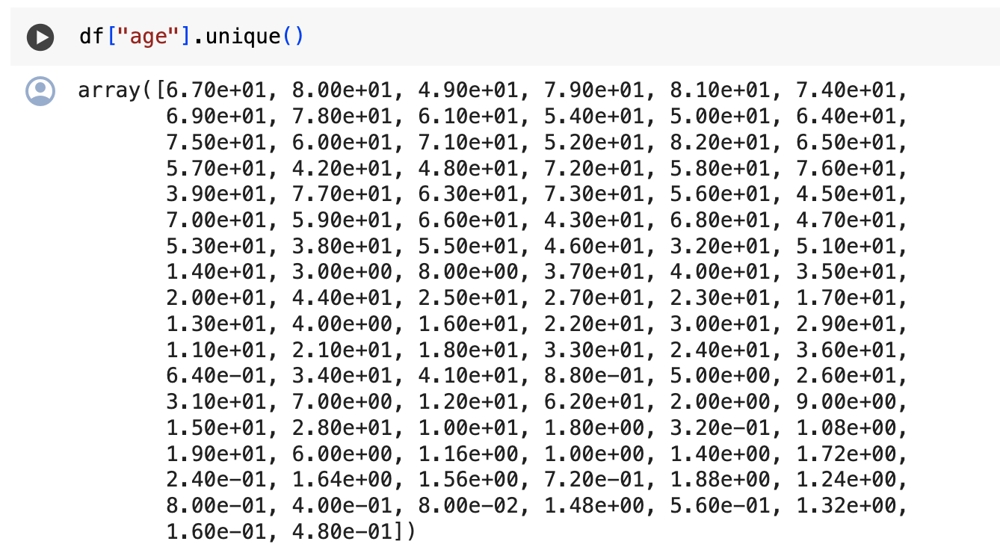 df["age"].unique()
array([6.70e+01, 8.00e+01, 4.90e+01, 7.90e+01, 8.10e+01, 7.40e+01,
6.90e+01, 7.80e+01, 6.10e+01, 5.40e+01, 5.00e+01, 6.40e+01,
7.50e+01, 6.00e+01, 7.10e+01, 5.20e+01, 8.20e+01, 6.50e+01,
5.70e+01, 4.20e+01, 4.80e+01, 7.20e+01, 5.80e+01, 7.60e+01,
3.90e+01, 7.70e+01, 6.30e+01, 7.30e+01, 5.60e+01, 4.50e+01,
7.00e+01, 5.90e+01, 6.60e+01, 4.30e+01, 6.80e+01, 4.70e+01,
5.30e+01, 3.80e+01, 5.50e+01, 4.60e+01, 3.20e+01, 5.10e+01,
1.40e+01, 3.00e+00, 8.00e+00, 3.70e+01, 4.00e+01, 3.50e+01,
2.00e+01, 4.40e+01, 2.50e+01, 2.70e+01, 2.30e+01, 1.70e+01,
1.30e+01, 4.00e+00, 1.60e+01, 2.20e+01, 3.00e+01, 2.90e+01,
1.10e+01, 2.10e+01, 1.80e+01, 3.30e+01, 2.40e+01, 3.60e+01,
6.40e-01, 3.40e+01, 4.10e+01, 8.80e-01, 5.00e+00, 2.60e+01,
3.10e+01, 7.00e+00, 1.20e+01, 6.20e+01, 2.00e+00, 9.00e+00,
1.50e+01, 2.80e+01, 1.00e+01, 1.80e+00, 3.20e-01, 1.08e+00,
1.90e+01, 6.00e+00, 1.16e+00, 1.00e+00, 1.40e+00, 1.72e+00,
2.40e-01, 1.64e+00, 1.56e+00, 7.20e-01, 1.88e+00, 1.24e+00,
8.00e-01, 4.00e-01, 8.00e-02, 1.48e+00, 5.60e-01, 1.32e+00,
1.60e-01, 4.80e-01])